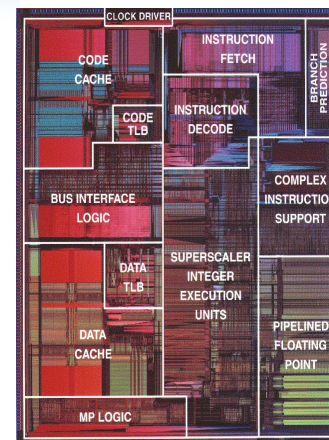 CLOCK DRIVER
CODE
CACHE
INSTRUCTION
FETCH
BRANCH
PREDICTION
CODE
TLB
INSTRUCTION
DECODE
BUS INTERFACE
LOGIC
COMPLEX
INSTRUCTIO
SUPPORT
DATA
TLB
SUPERSCALER
INTEGER
EXECUTION
UNITS
DATA
CACHE
PIPELINED
FLOATING
POINT
MP LOGIC